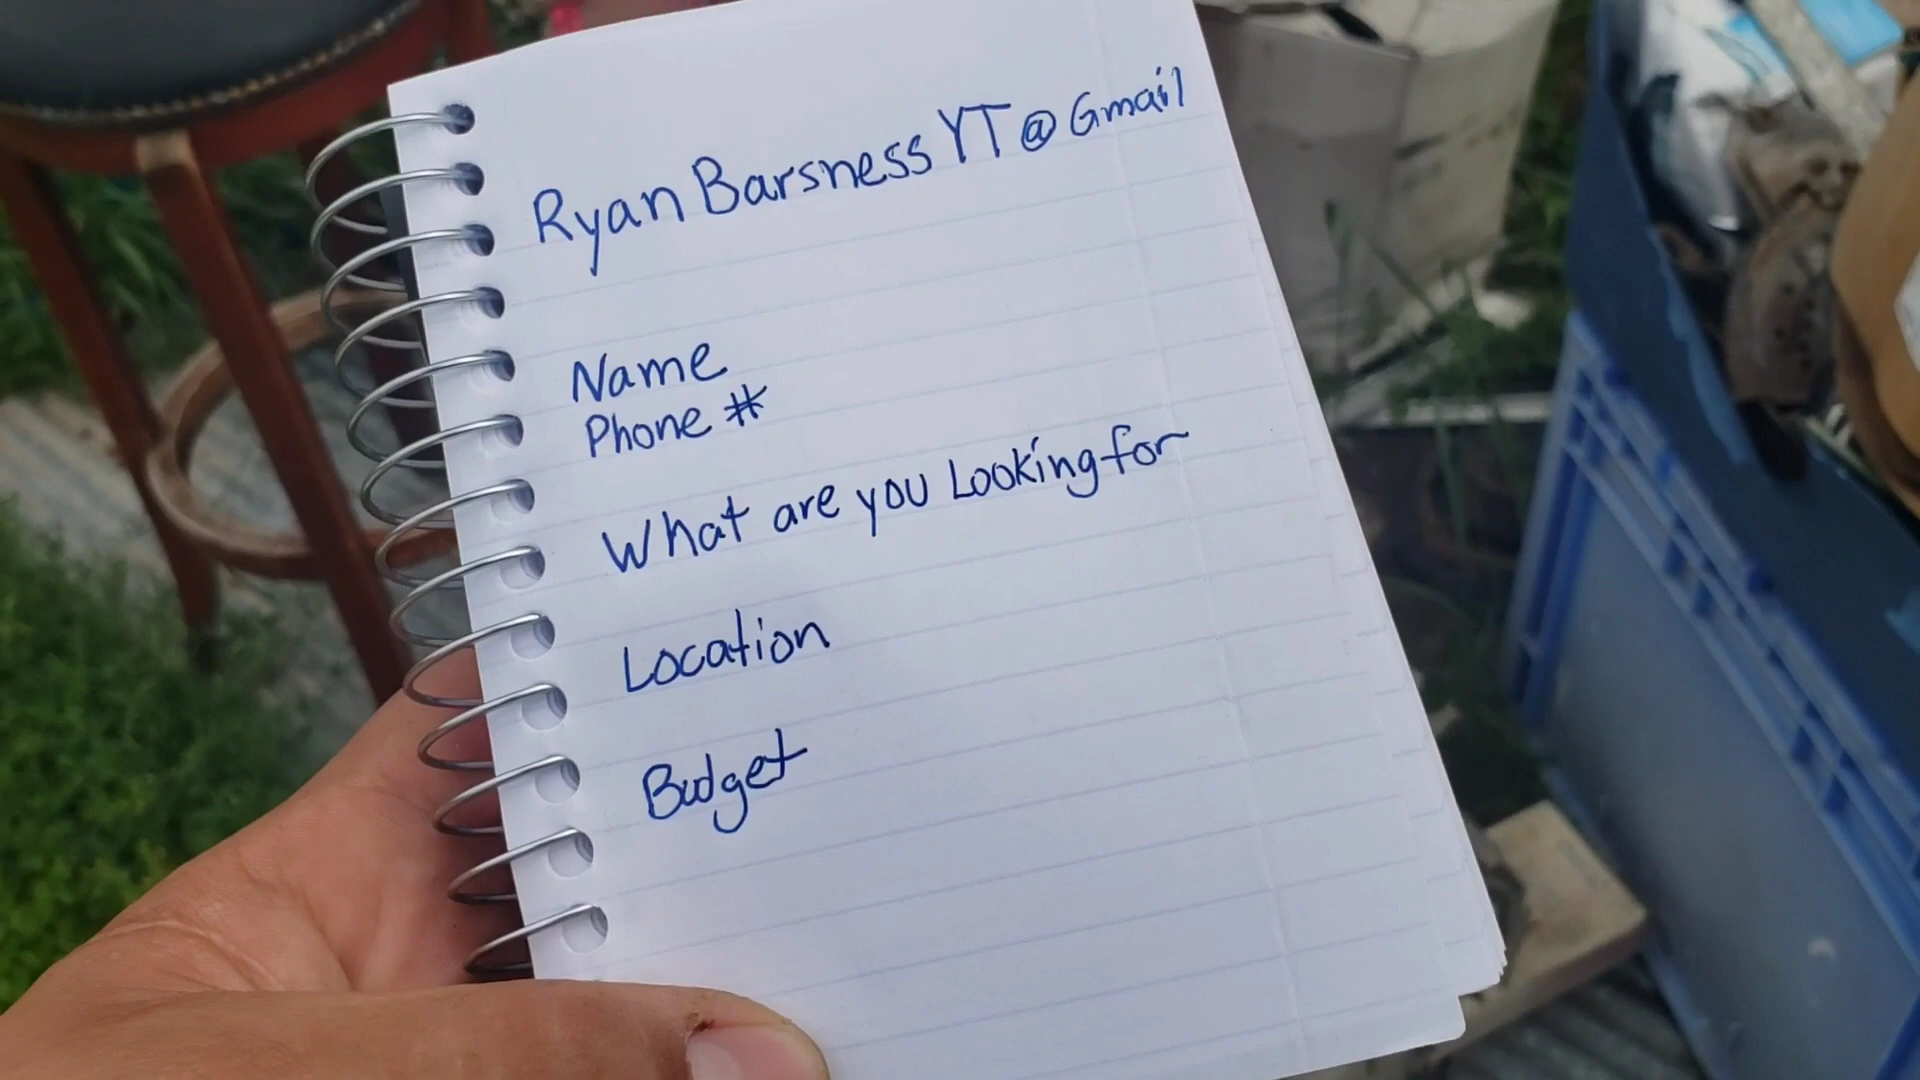 Ryan Barsness YT @ Gmail
Name
Phone #
What are you Looking for
Location
Budget